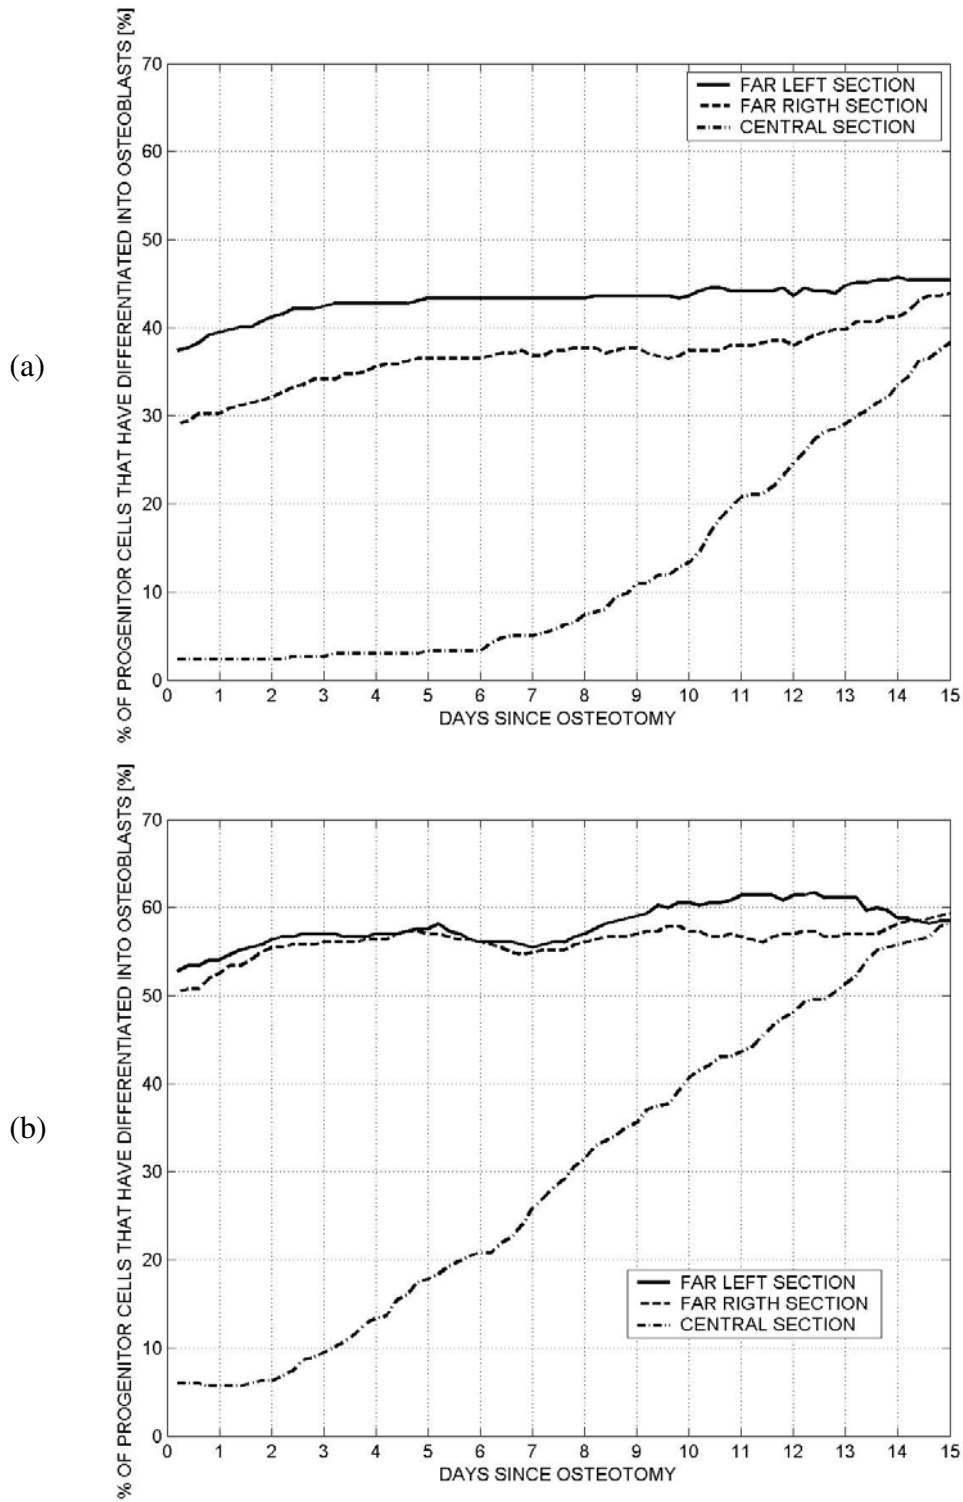 (a)
% OF PROGENITOR CELLS THAT HAVE DIFFERENTIATED INTO OSTEOBLASTS [%]
70
60
50
40
30
20
10
0
FAR LEFT SECTION
FAR RIGTH SECTION
CENTRAL SECTION
0 1 2 3 4 5 6 7 8 9 10 11 12 13 14 15
DAYS SINCE OSTEOTOMY
(b)
% OF PROGENITOR CELLS THAT HAVE DIFFERENTIATED INTO OSTEOBLASTS [%]
70
60
50
40
30
20
10
0
FAR LEFT SECTION
FAR RIGTH SECTION
CENTRAL SECTION
0 1 2 3 4 5 6 7 8 9 10 11 12 13 14 15
DAYS SINCE OSTEOTOMY